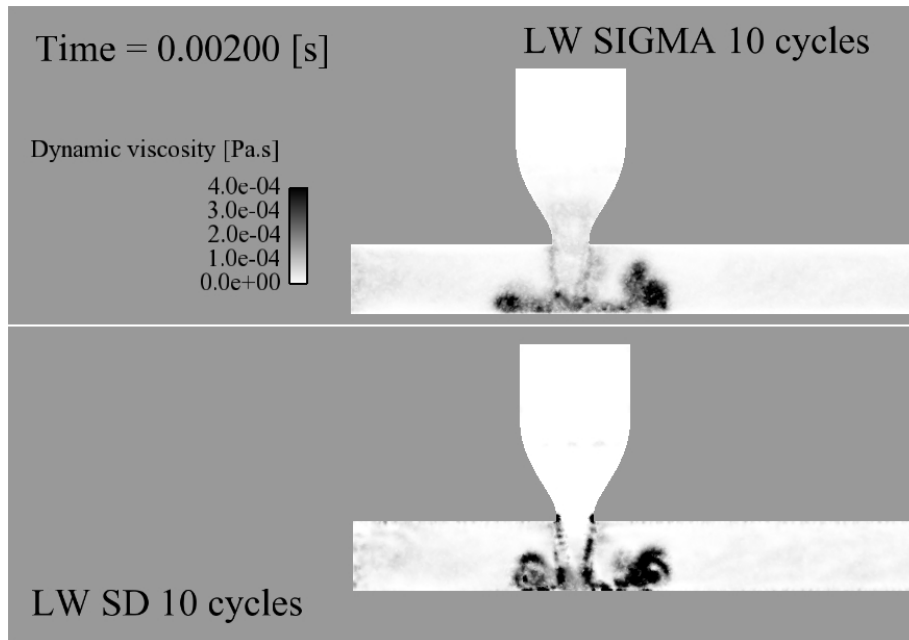 Time = 0.00200 [s]
LW SIGMA 10 cycles
Dynamic viscosity [Pa.s]
4.0e-04
3.0e-04
2.0e-04
1.0e-04
0.0e+00
LW SD 10 cycles